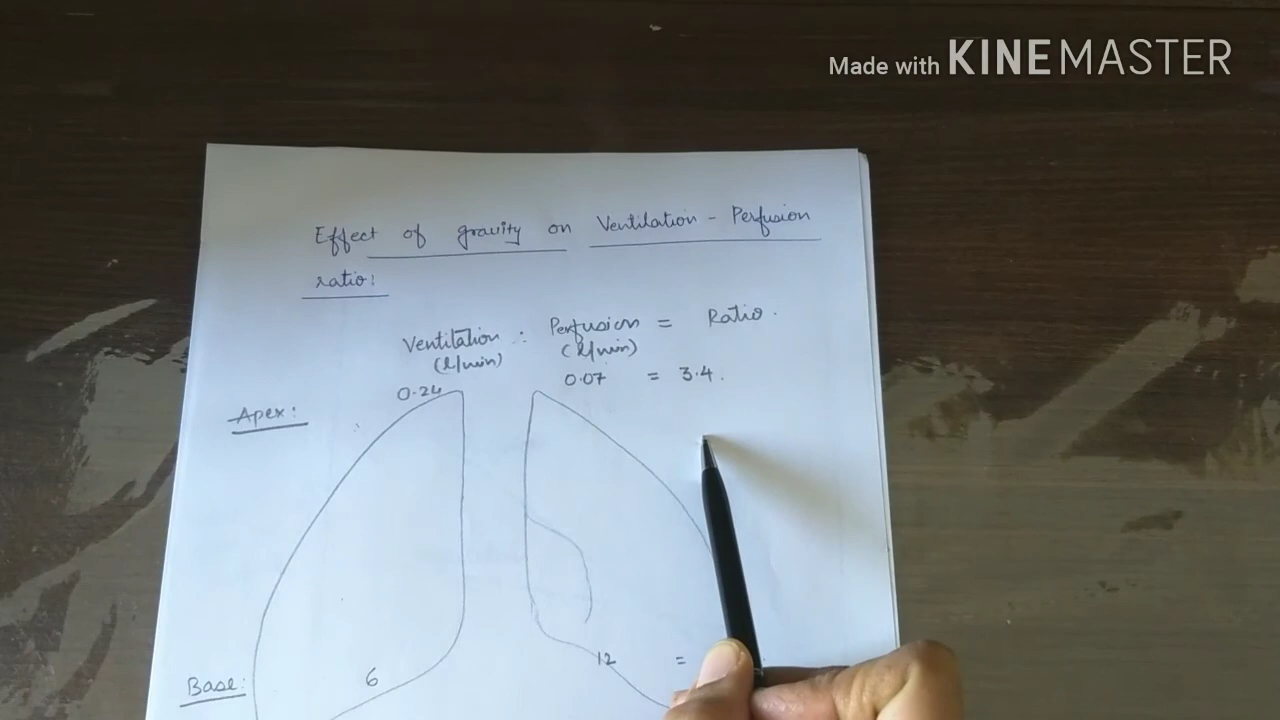 Made with KINEMASTER
Effect of gravity on Ventilation - Perfusion
ratio:
Ventilation : Perfusion = Ratio.
(l/min) (l/min)
0.24 0.07 = 3.4.
Apex:
Base: 6 12 =